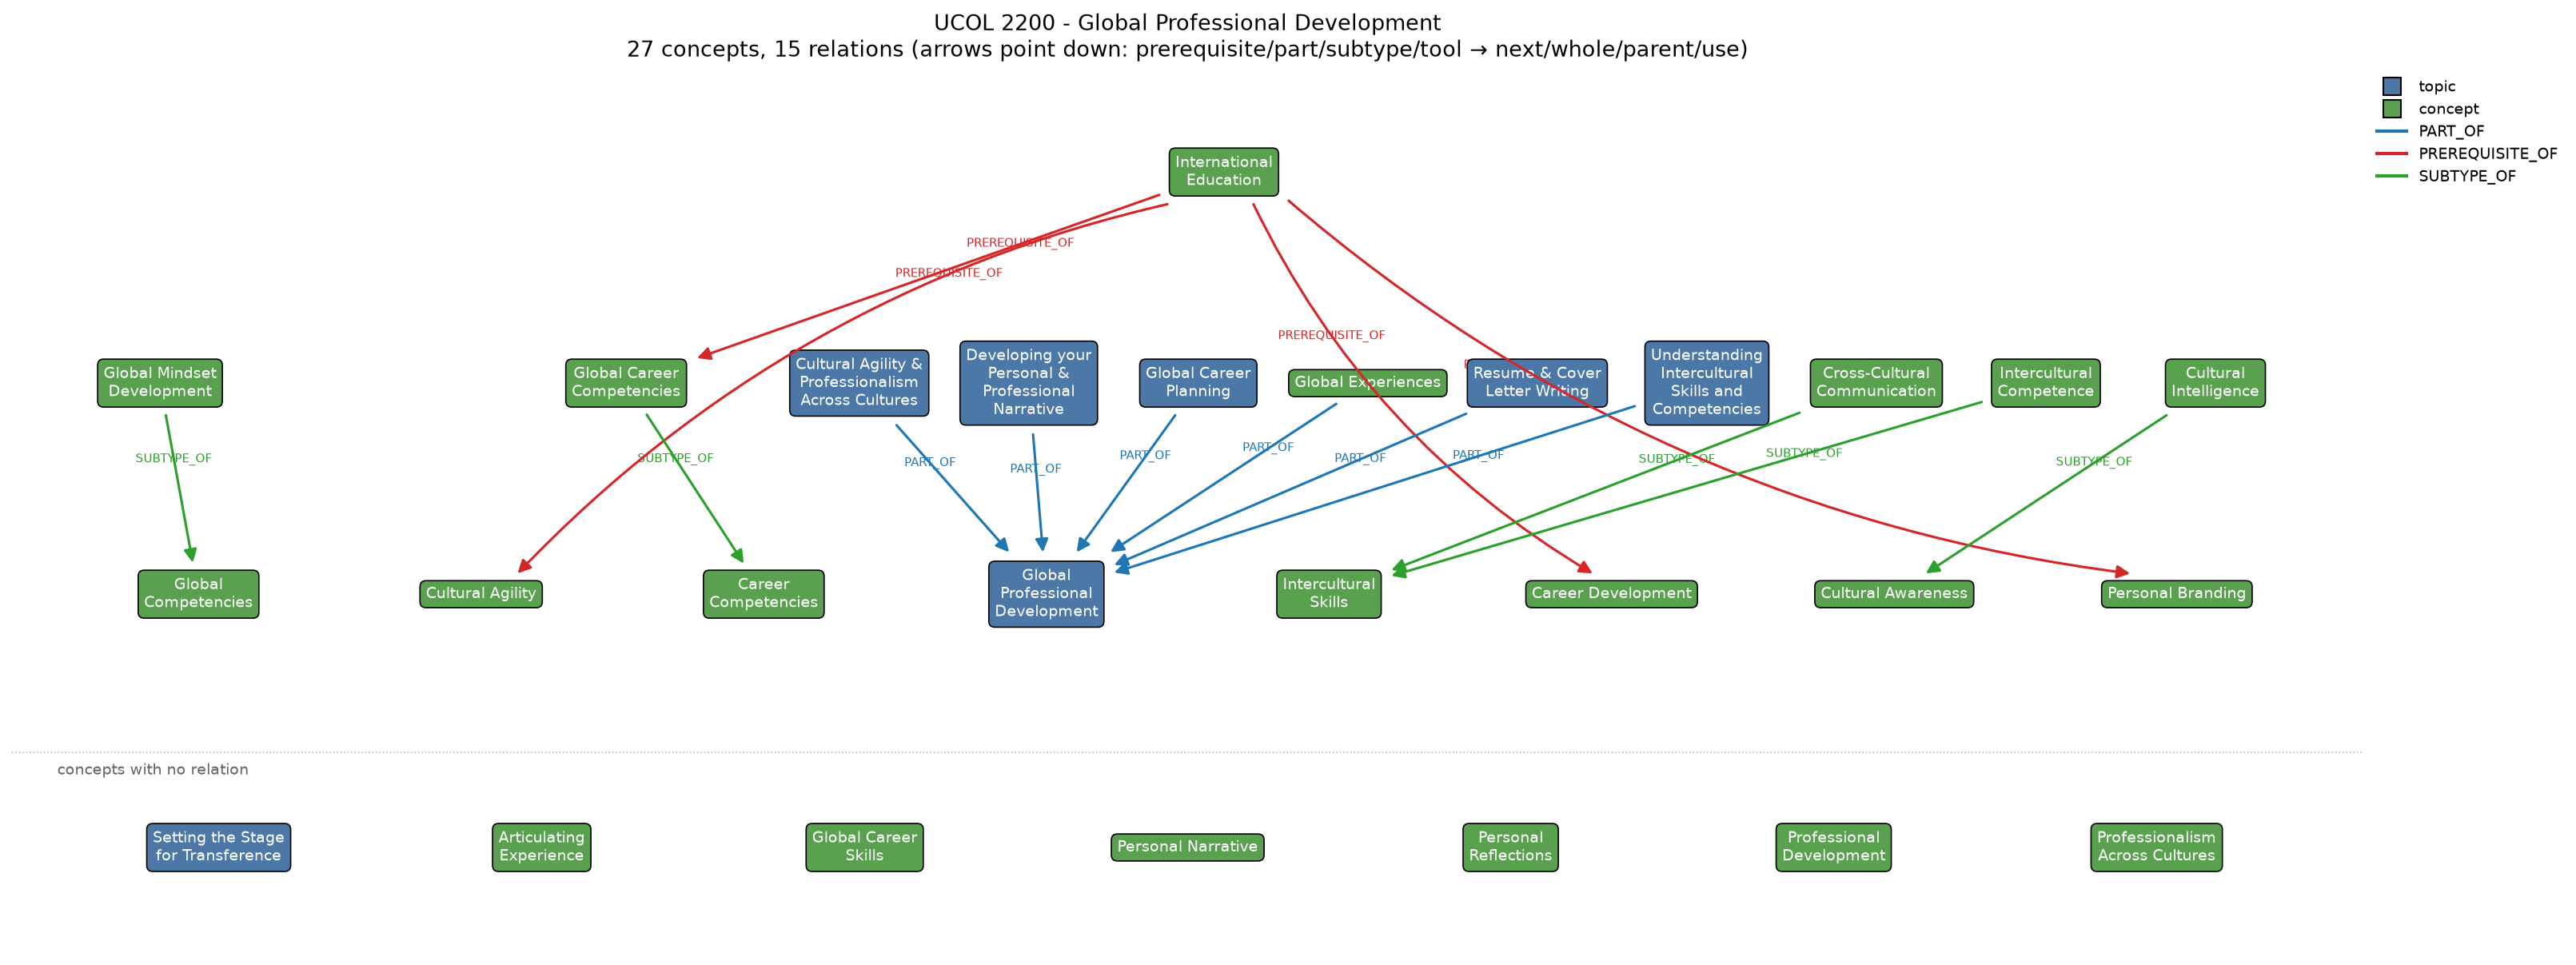 UCOL 2200 - Global Professional Development
27 concepts, 15 relations (arrows point down: prerequisite/part/subtype/tool → next/whole/parent/use)
topic
concept
PART_OF
PREREQUISITE_OF
SUBTYPE_OF
International
Education
PREREQUISITE_OF
PREREQUISITE_OF
PREREQUISITE_OF
Global Mindset
Development
Global Career
Competencies
Cultural Agility &
Professionalism
Across Cultures
Developing your
Personal &
Professional
Narrative
Global Career
Planning
Global Experiences
Resume & Cover
Letter Writing
Understanding
Intercultural
Skills and
Competencies
Cross-Cultural
Communication
Intercultural
Competence
Cultural
Intelligence
SUBTYPE_OF
SUBTYPE_OF
PART_OF
PART_OF
PART_OF
PART_OF
PART_OF
PART_OF
SUBTYPE_OF
SUBTYPE_OF
SUBTYPE_OF
Global
Competencies
Cultural Agility
Career
Competencies
Global
Professional
Development
Intercultural
Skills
Career Development
Cultural Awareness
Personal Branding
concepts with no relation
Setting the Stage
for Transference
Articulating
Experience
Global Career
Skills
Personal Narrative
Personal
Reflections
Professional
Development
Professionalism
Across Cultures